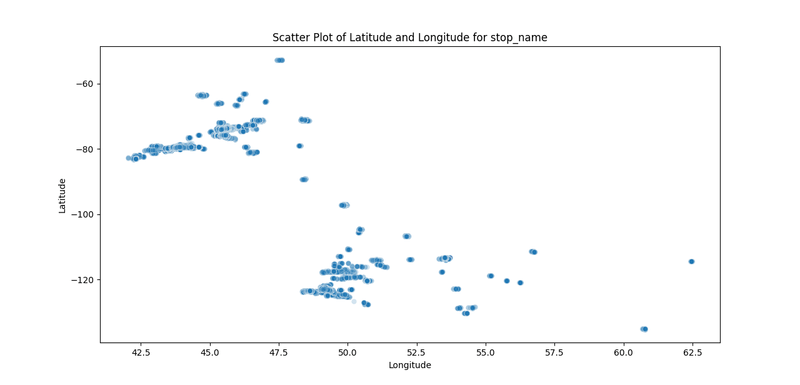 Scatter Plot of Latitude and Longitude for stop_name
Latitude
−60
−80
−100
−120
42.5 45.0 47.5 50.0 52.5 55.0 57.5 60.0 62.5
Longitude